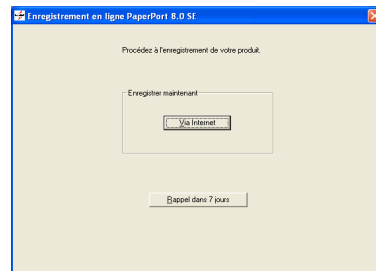 Enregistrement en ligne PaperPort 8.0 SE
Procédez à l'enregistrement de votre produit.
Enregistrer maintenant
Via Internet
Rappel dans 7 jours